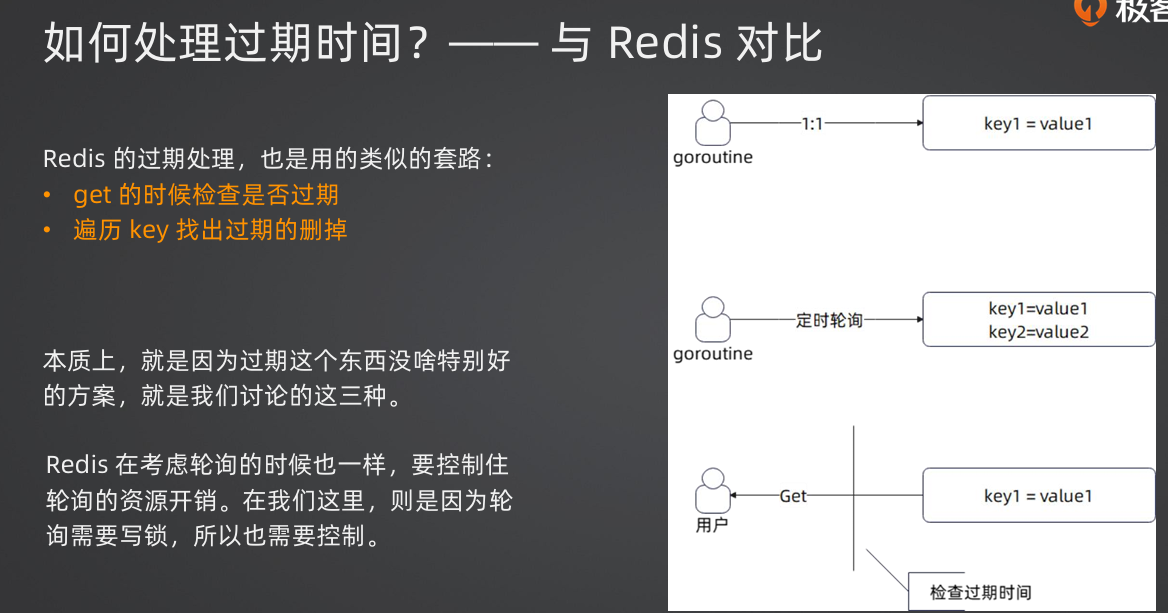 如何处理过期时间？—— 与 Redis 对比
极客
Redis 的过期处理，也是用的类似的套路：
• get 的时候检查是否过期
• 遍历 key 找出过期的删掉
本质上，就是因为过期这个东西没啥特别好
的方案，就是我们讨论的这三种。
Redis 在考虑轮询的时候也一样，要控制住
轮询的资源开销。在我们这里，则是因为轮
询需要写锁，所以也需要控制。
1:1
key1 = value1
goroutine
定时轮询
key1=value1
key2=value2
goroutine
Get
key1 = value1
用户
检查过期时间